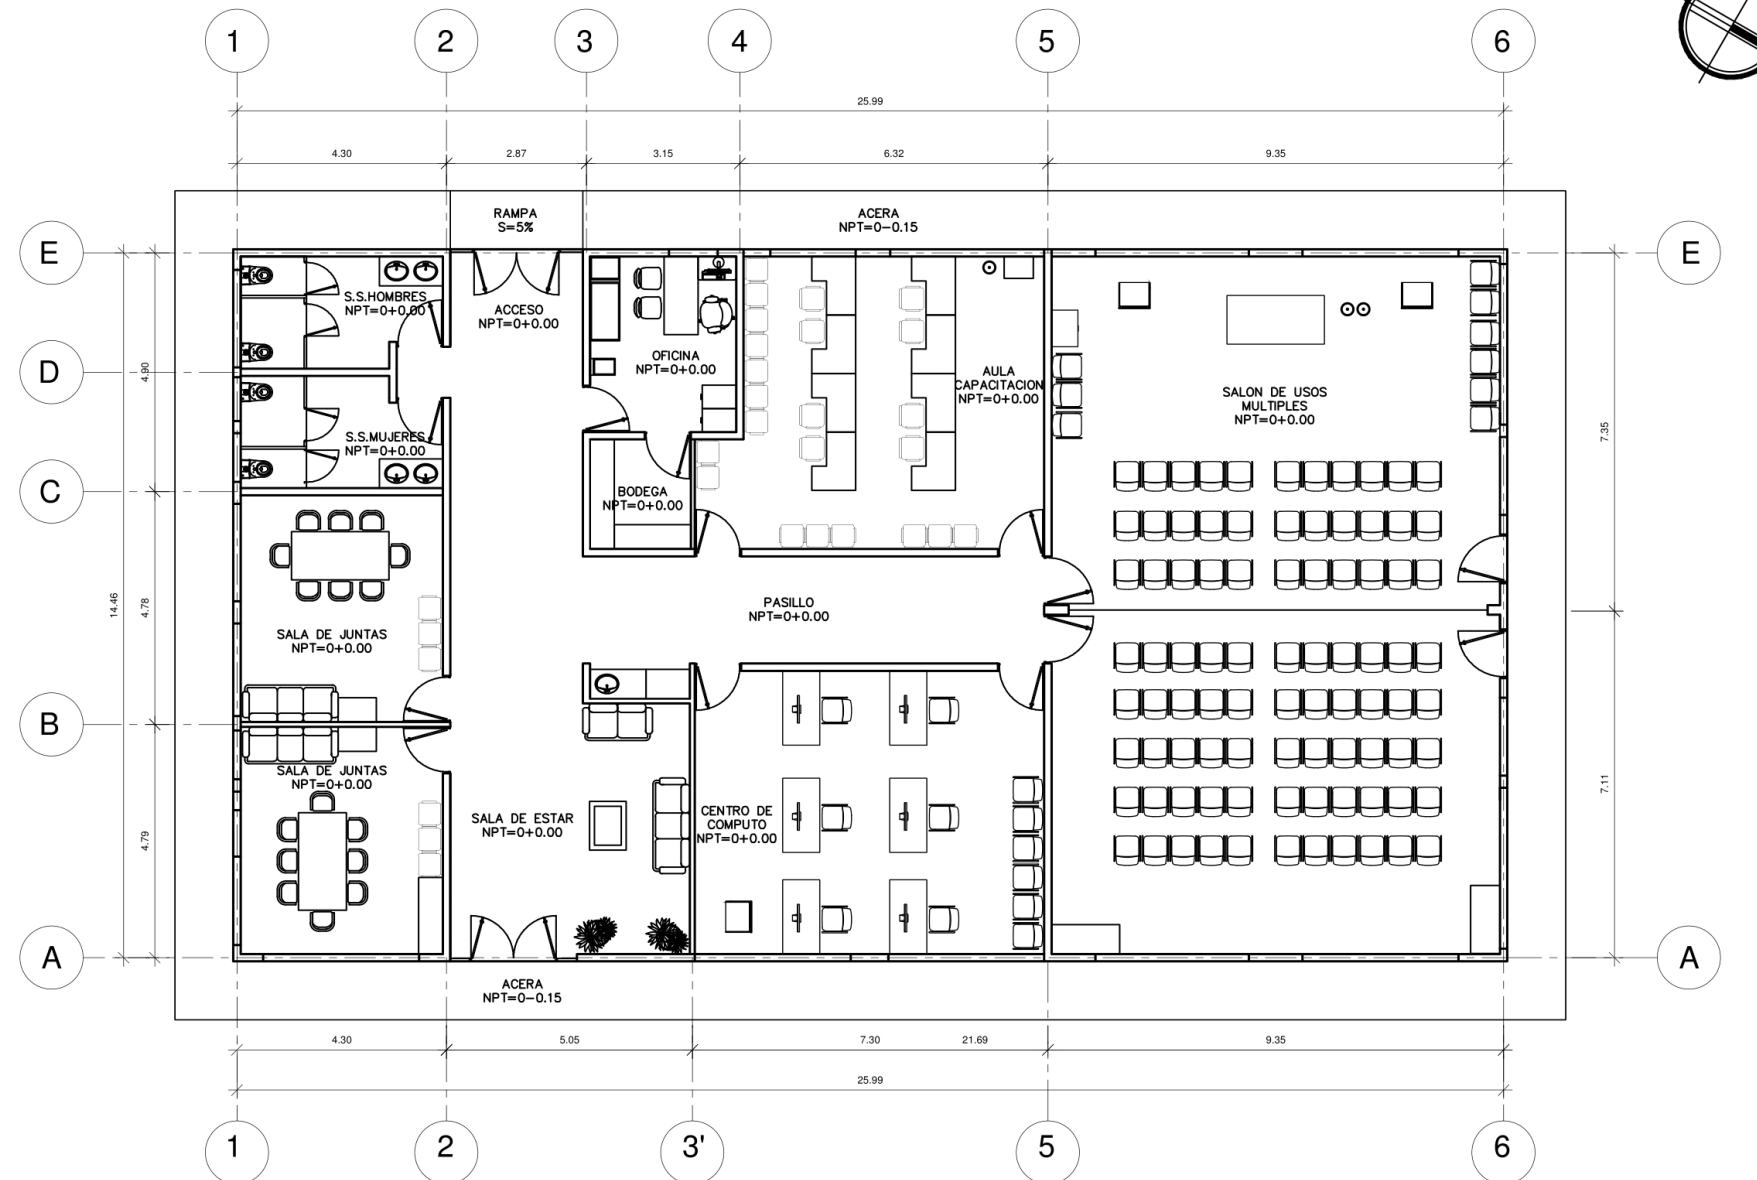 1
2
3
4
5
6
25.99
4.30
2.87
3.15
6.32
9.35
RAMPA
S=5%
ACERA
NPT=0-0.15
E
E
S.S.HOMBRES
NPT=0+0.00
ACCESO
NPT=0+0.00
OFICINA
NPT=0+0.00
AULA
CAPACITACION
NPT=0+0.00
SALON DE USOS
MULTIPLES
NPT=0+0.00
D
4.90
7.35
S.S.MUJERES
NPT=0+0.00
C
BODEGA
NPT=0+0.00
14.46
4.78
PASILLO
NPT=0+0.00
SALA DE JUNTAS
NPT=0+0.00
B
SALA DE JUNTAS
NPT=0+0.00
7.11
4.79
SALA DE ESTAR
NPT=0+0.00
CENTRO DE
COMPUTO
NPT=0+0.00
A
A
ACERA
NPT=0-0.15
4.30
5.05
7.30
21.69
9.35
25.99
1
2
3'
5
6